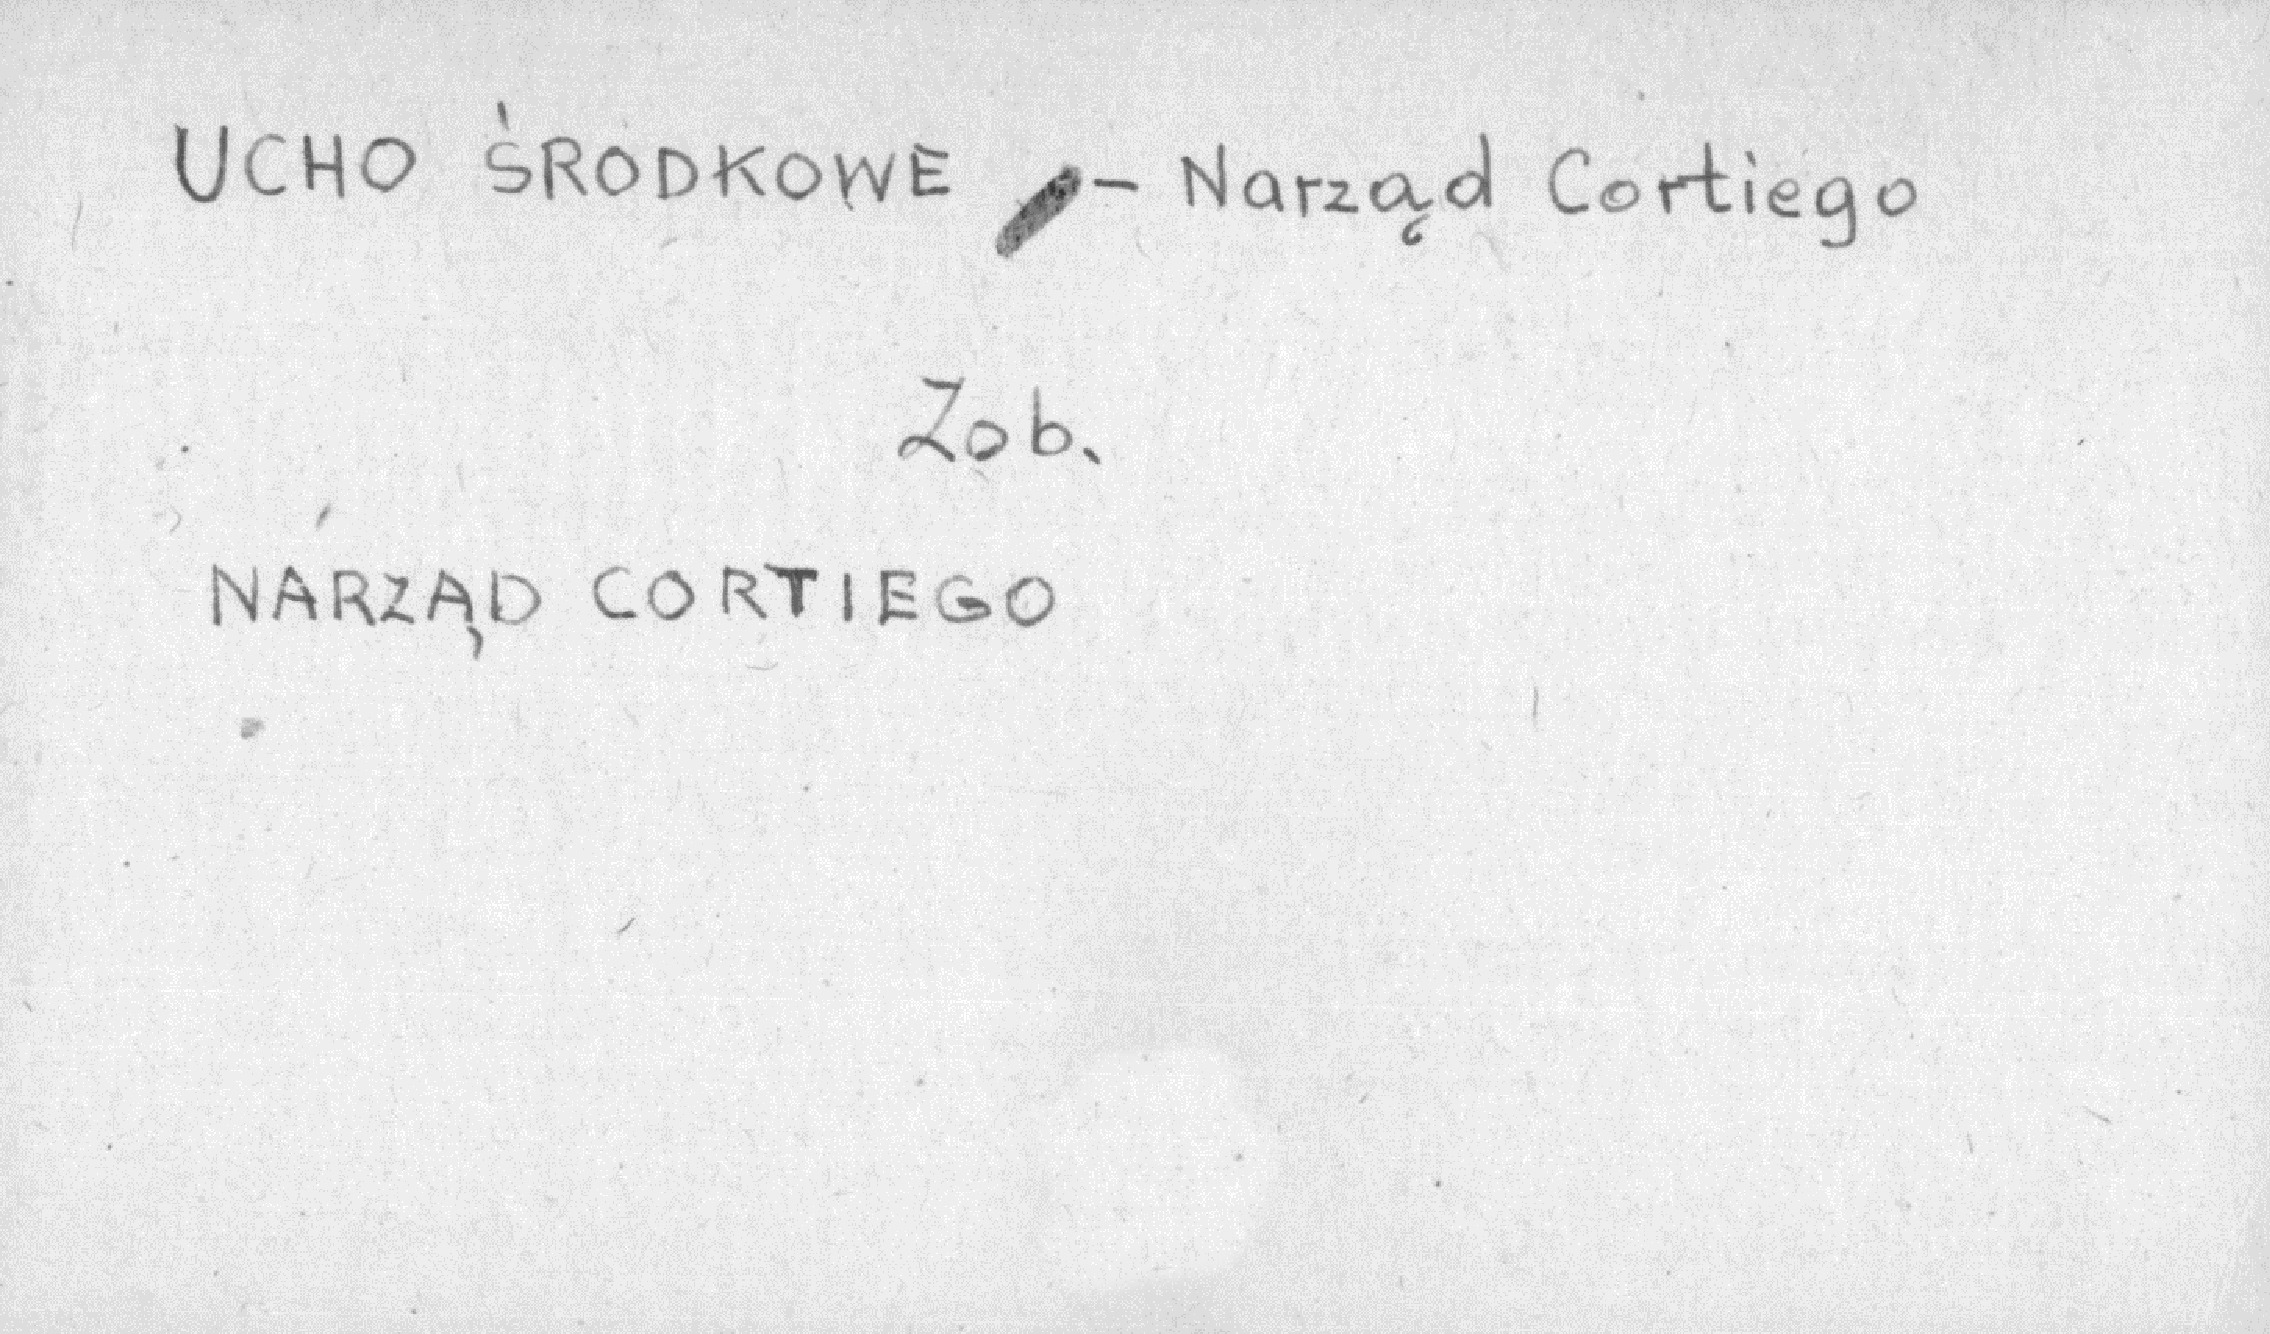 UCHO ŚRODKOWE - Narząd Cortiego
Zob.
NARZĄD CORTIEGO